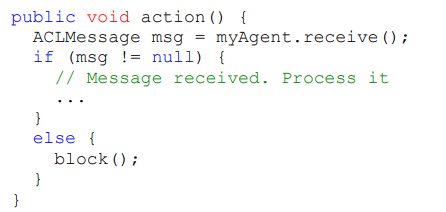 public void action() {
  ACLMessage msg = myAgent.receive();
  if (msg != null) {
    // Message received. Process it
    ...
  }
  else {
    block();
  }
}